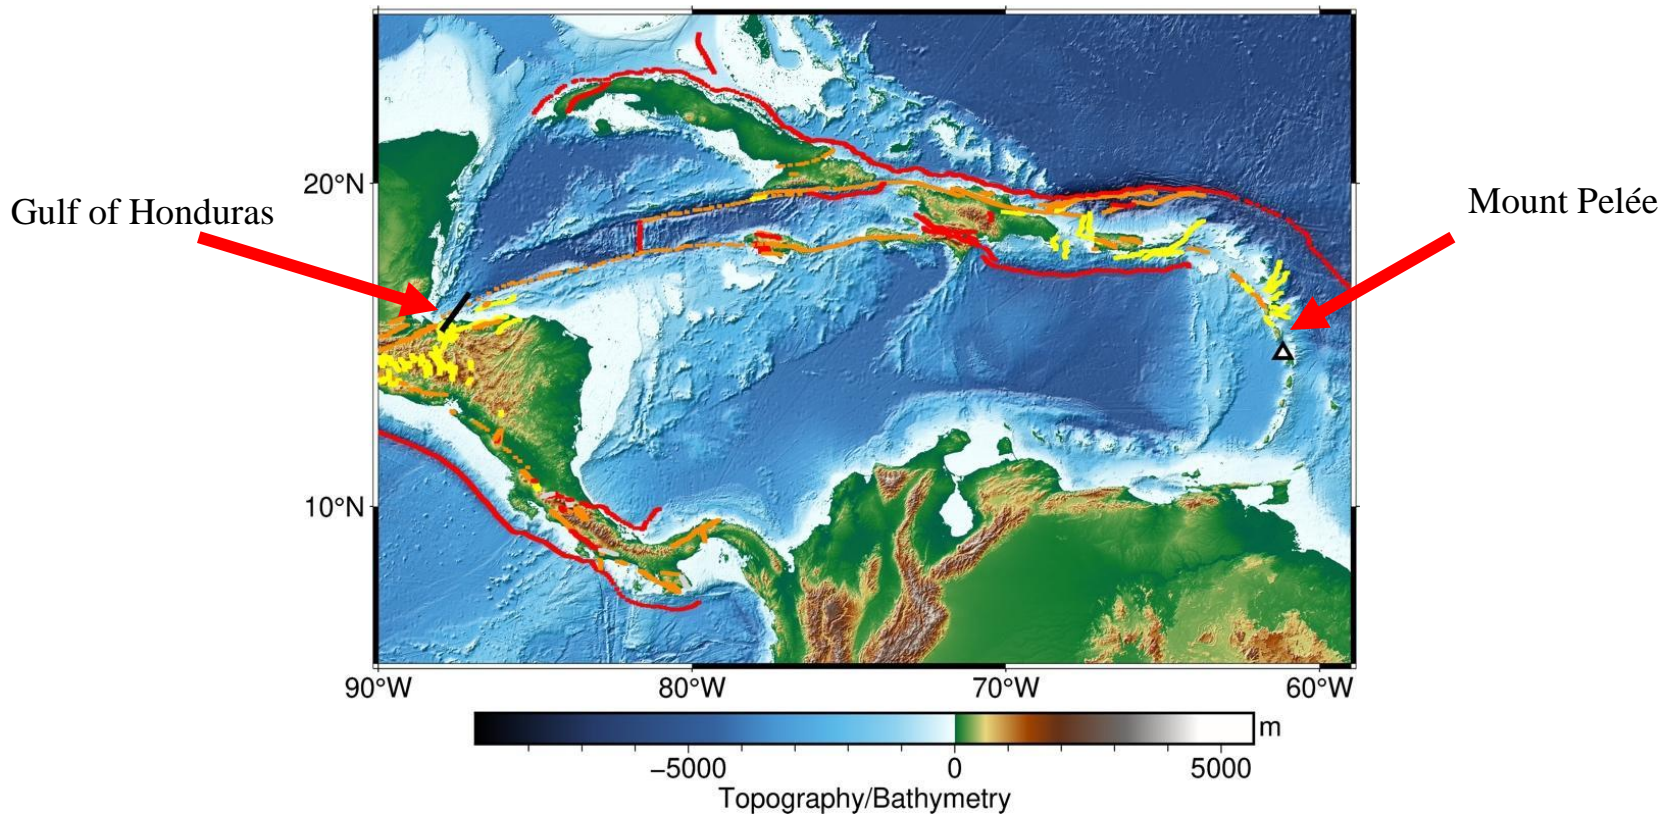 20°N
Gulf of Honduras
Mount Pelée
10°N
90°W 80°W 70°W 60°W
m
−5000 0 5000
Topography/Bathymetry